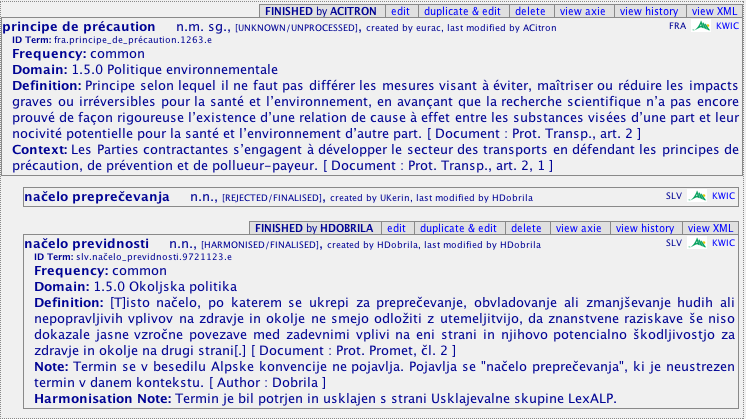 FINISHED by ACITRON edit duplicate & edit delete view axie view history view XML
principe de précaution n.m. sg., [UNKNOWN/UNPROCESSED], created by eurac, last modified by ACitron FRA KWIC
ID Term: fra.principe_de_précaution.1263.e
Frequency: common
Domain: 1.5.0 Politique environnementale
Definition: Principe selon lequel il ne faut pas différer les mesures visant à éviter, maîtriser ou réduire les impacts
graves ou irréversibles pour la santé et l'environnement, en avançant que la recherche scientifique n'a pas encore
prouvé de façon rigoureuse l'existence d'une relation de cause à effet entre les substances visées d'une part et leur
nocivité potentielle pour la santé et l'environnement d'autre part. [ Document : Prot. Transp., art. 2 ]
Context: Les Parties contractantes s'engagent à développer le secteur des transports en défendant les principes de
précaution, de prévention et de pollueur-payeur. [ Document : Prot. Transp., art. 2, 1 ]
načelo preprečevanja n.n., [REJECTED/FINALISED], created by UKerin, last modified by HDobrila SLV KWIC
FINISHED by HDOBRILA edit duplicate & edit delete view axie view history view XML
načelo previdnosti n.n., [HARMONISED/FINALISED], created by HDobrila, last modified by HDobrila SLV KWIC
ID Term: slv.načelo_previdnosti.9721123.e
Frequency: common
Domain: 1.5.0 Okoljska politika
Definition: [T]isto načelo, po katerem se ukrepi za preprečevanje, obvladovanje ali zmanjševanje hudih ali
nepopravljivih vplivov na zdravje in okolje ne smejo odložiti z utemeljitvijo, da znanstvene raziskave še niso
dokazale jasne vzročne povezave med zadevnimi vplivi na eni strani in njihovo potencialno škodljivostjo za
zdravje in okolje na drugi strani[.] [ Document : Prot. Promet, čl. 2 ]
Note: Termin se v besedilu Alpske konvencije ne pojavlja. Pojavlja se "načelo preprečevanja", ki je neustrezen
termin v danem kontekstu. [ Author : Dobrila ]
Harmonisation Note: Termin je bil potrjen in usklajen s strani Usklajevalne skupine LexALP.